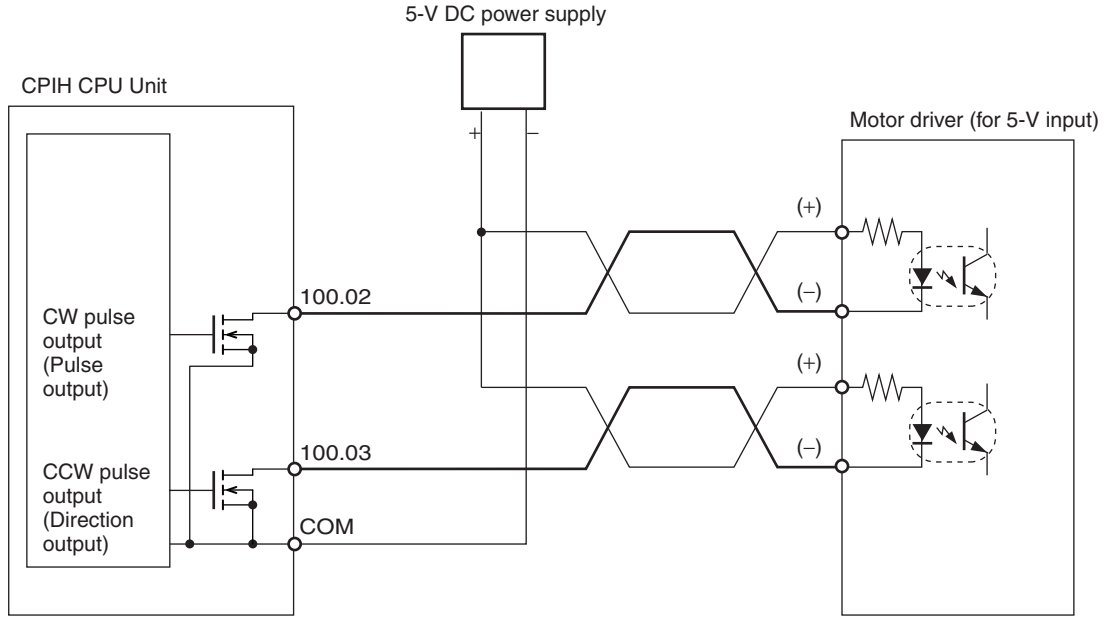 5-V DC power supply
CPIH CPU Unit
Motor driver (for 5-V input)
+
−
(+)
(−)
100.02
CW pulse
output
(Pulse
output)
(+)
(−)
100.03
CCW pulse
output
(Direction
output)
COM